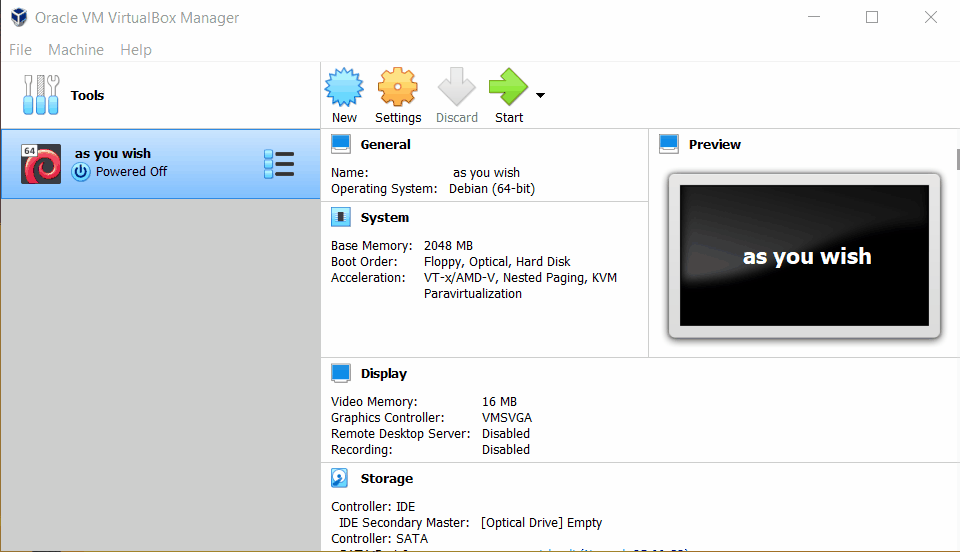 Oracle VM VirtualBox Manager
File Machine Help
Tools
New Settings Discard Start
64
as you wish
Powered Off
General
Name: as you wish
Operating System: Debian (64-bit)
System
Base Memory: 2048 MB
Boot Order: Floppy, Optical, Hard Disk
Acceleration: VT-x/AMD-V, Nested Paging, KVM
Paravirtualization
Preview
as you wish
Display
Video Memory: 16 MB
Graphics Controller: VMSVGA
Remote Desktop Server: Disabled
Recording: Disabled
Storage
Controller: IDE
IDE Secondary Master: [Optical Drive] Empty
Controller: SATA